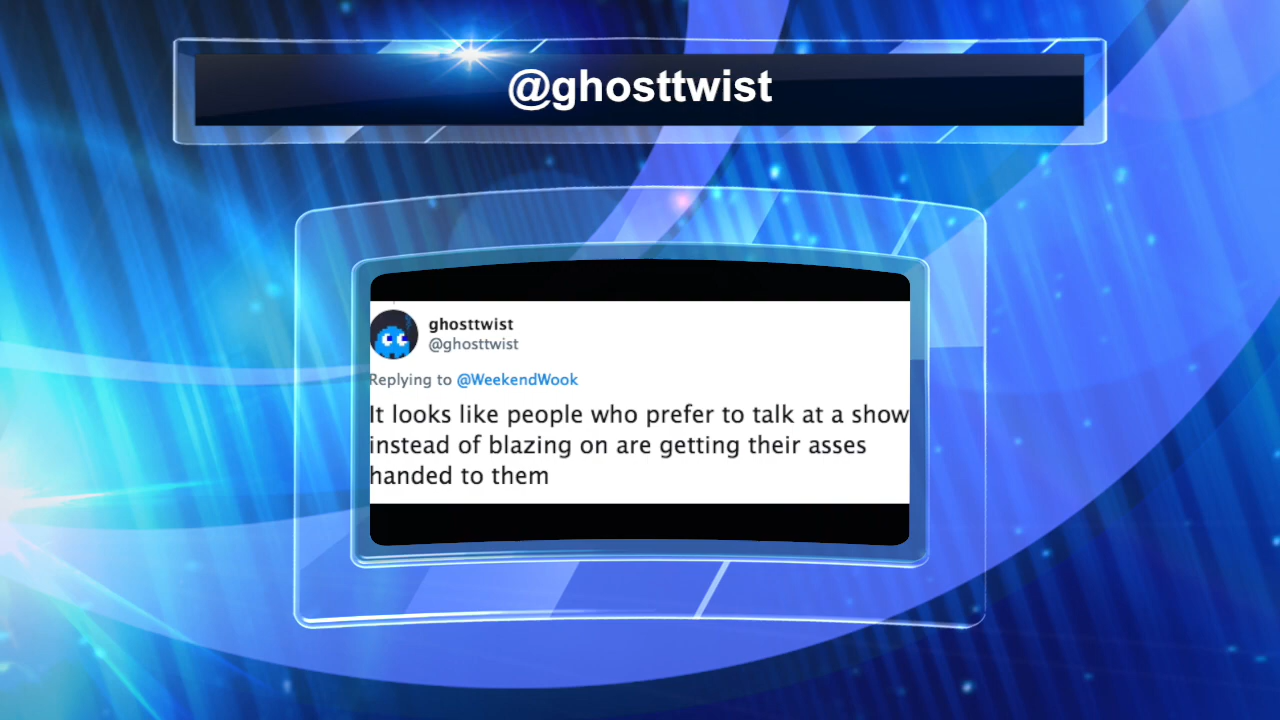 @ghosttwist
ghosttwist
@ghosttwist
Replying to @WeekendWook
It looks like people who prefer to talk at a show
instead of blazing on are getting their asses
handed to them